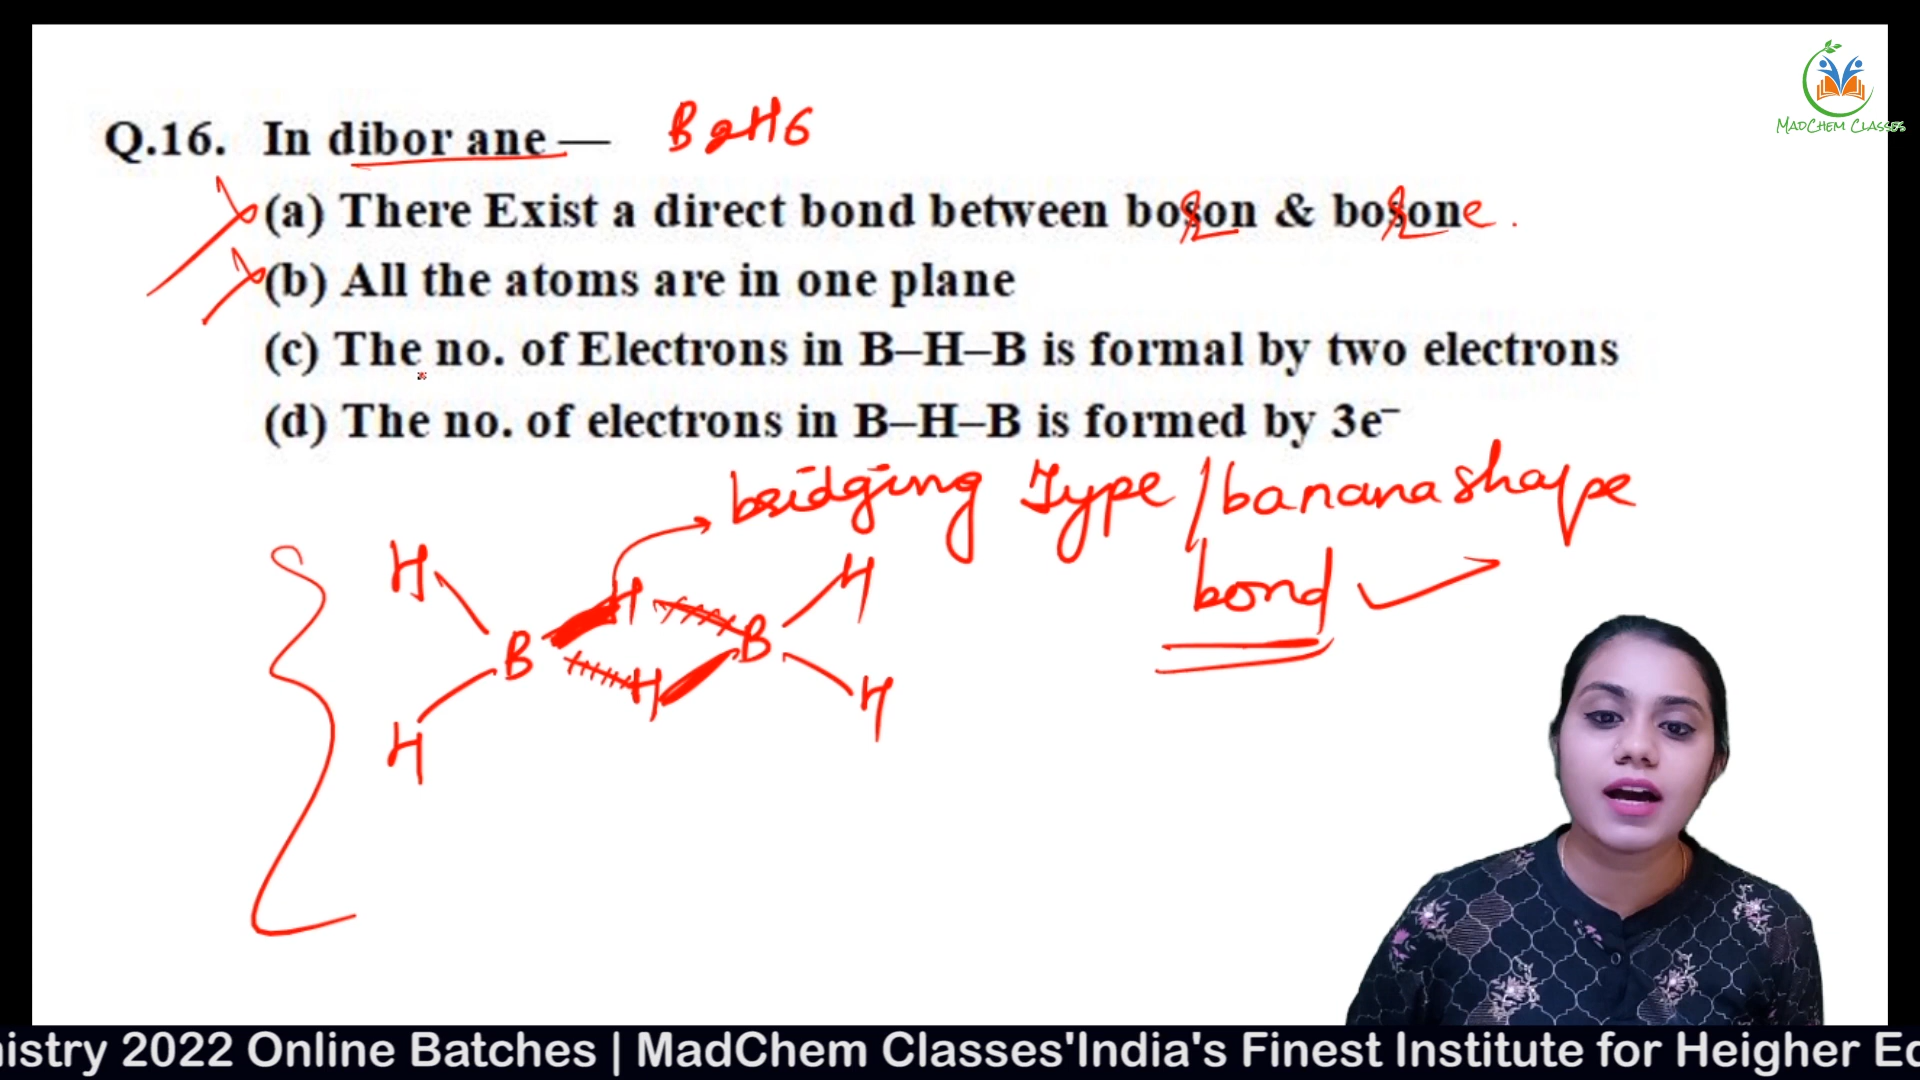 MADCHEM CLASSES
Q.16. In dibor ane — B2H6
(a) There Exist a direct bond between boron & borone.
(b) All the atoms are in one plane
(c) The no. of Electrons in B–H–B is formal by two electrons
(d) The no. of electrons in B–H–B is formed by 3e⁻
bridging Type / banana shape
bond
H H
H B
B H
H H
nistry 2022 Online Batches | MadChem Classes'India's Finest Institute for Heigher Ec